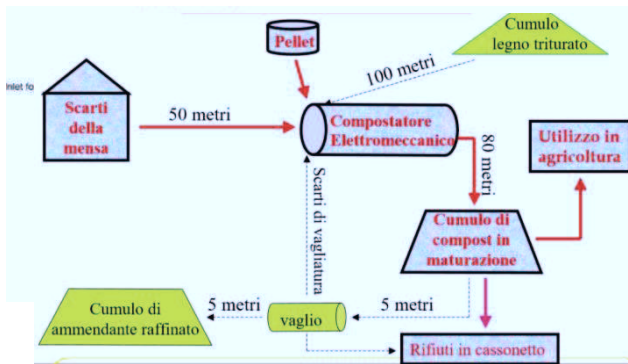 Cumulo
legno triturato
Pellet
100 metri
Inlet fo
Scarti
della
mensa
50 metri
Compostatore
Elettromeccanico
80 metri
Utilizzo in
agricoltura
Scarti di vagliatura
Cumulo di
compost in
maturazione
Cumulo di
ammendante raffinato
5 metri
vaglio
5 metri
Rifiuti in cassonetto